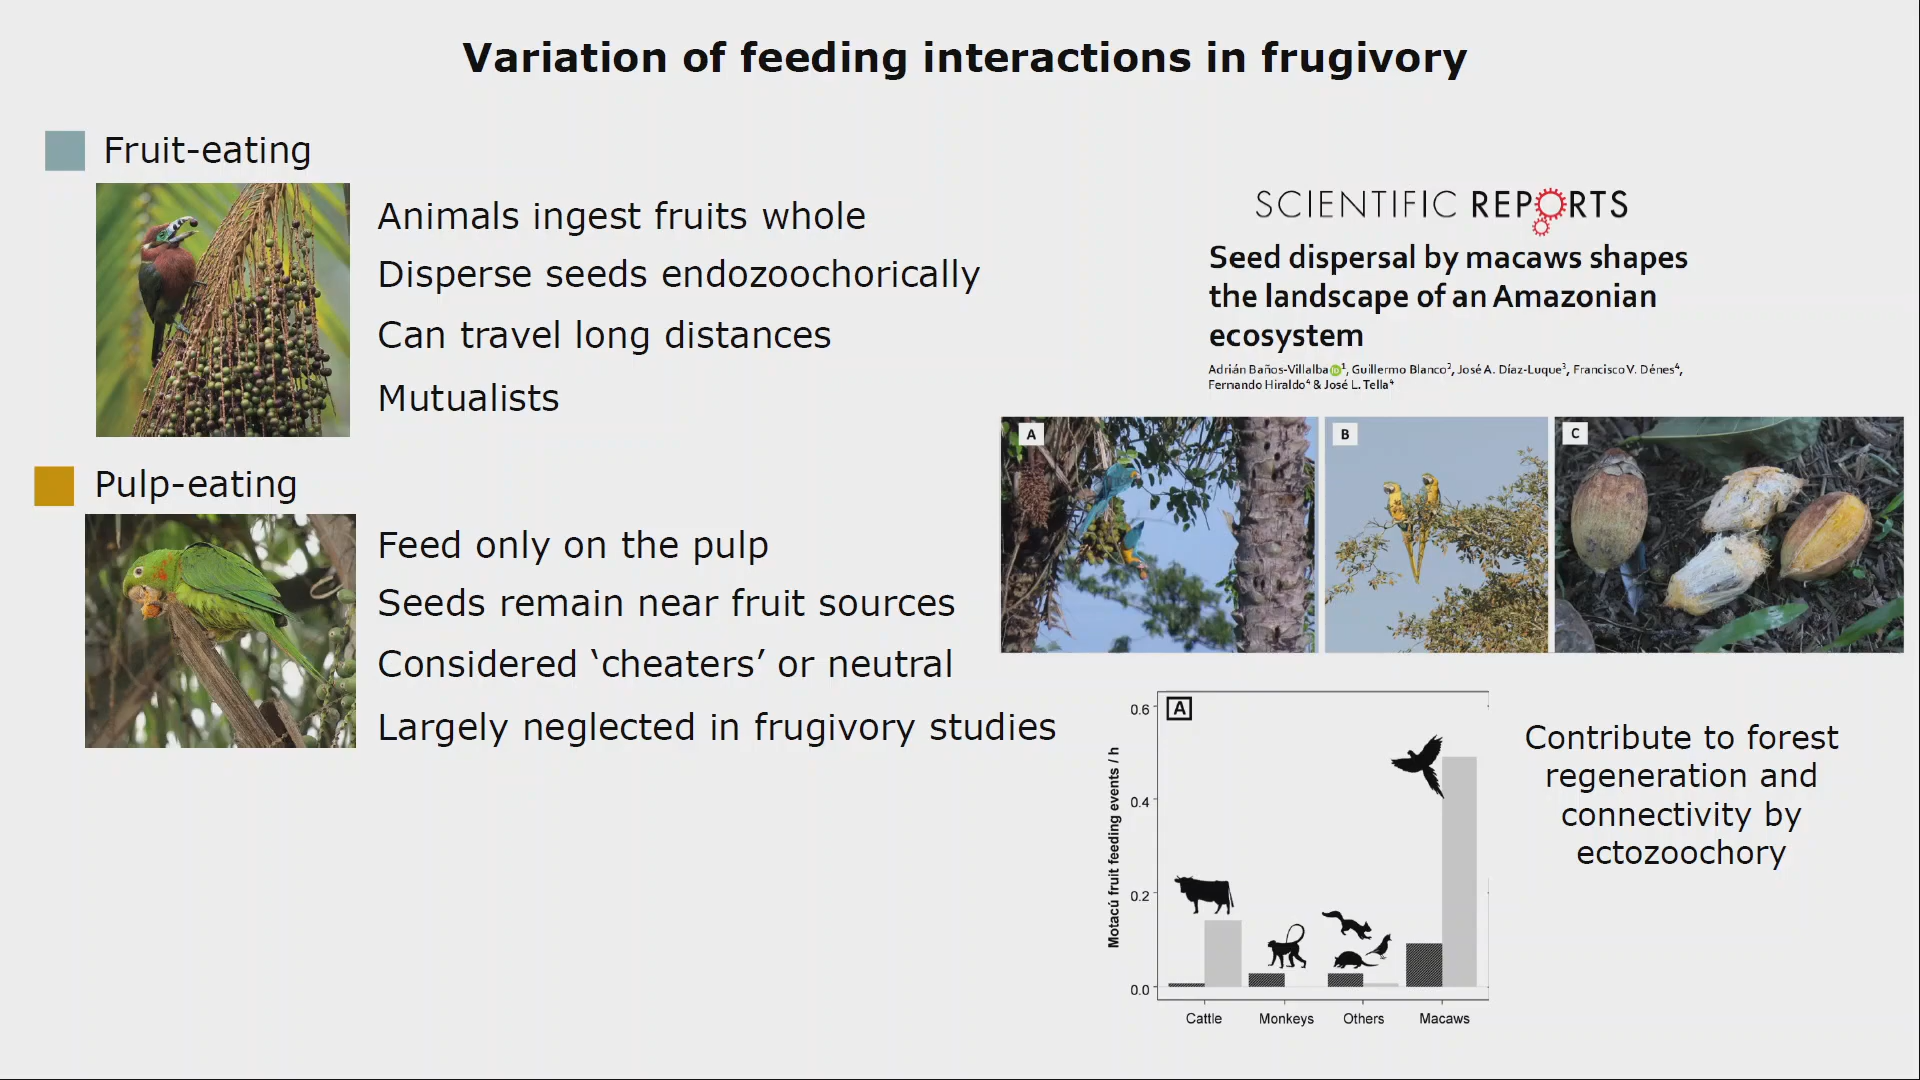 Variation of feeding interactions in frugivory
Fruit-eating
Animals ingest fruits whole
Disperse seeds endozoochorically
Can travel long distances
Mutualists
Pulp-eating
Feed only on the pulp
Seeds remain near fruit sources
Considered ‘cheaters’ or neutral
Largely neglected in frugivory studies
SCIENTIFIC REPORTS
Seed dispersal by macaws shapes
the landscape of an Amazonian
ecosystem
Adrián Baños-Villalba iD¹, Guillermo Blanco², José A. Díaz-Luque³, Francisco V. Dénes⁴,
Fernando Hiraldo⁴ & José L. Tella⁴
A
B
C
A
Motacú fruit feeding events / h
0.6
0.4
0.2
0.0
Cattle
Monkeys
Others
Macaws
Contribute to forest
regeneration and
connectivity by
ectozoochory